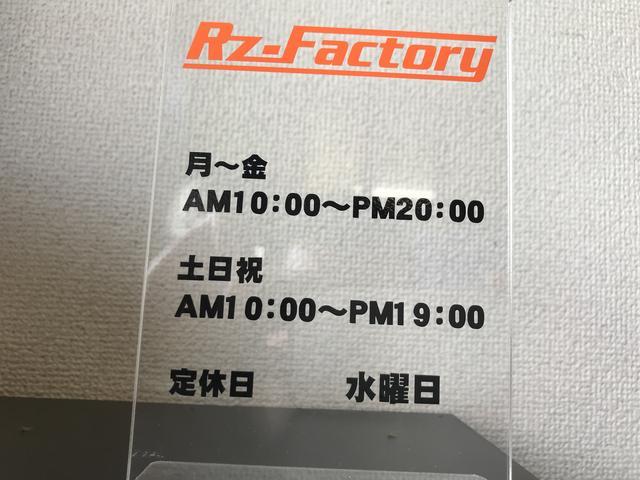 Rz-Factory
月～金
AM10:00～PM20:00
土日祝
AM10:00～PM19:00
定休日 水曜日